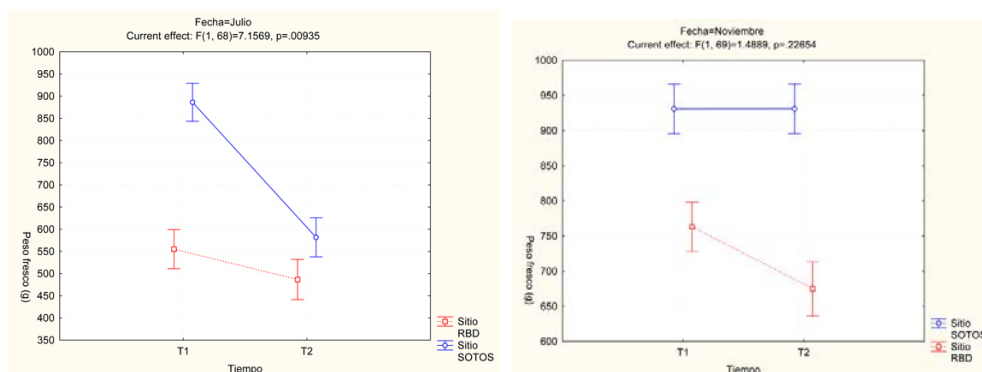 Fecha=Julio
Current effect: F(1, 68)=7.1569, p=.00935
1000
950
900
850
800
750
700
650
600
550
500
450
400
350
Peso fresco (g)
T1
T2
Tiempo
Sitio
RBD
Sitio
SOTOS
Fecha=Noviembre
Current effect: F(1, 69)=1.4889, p=.22654
1000
950
900
850
800
750
700
650
600
Peso fresco (g)
T1
T2
Tiempo
Sitio
SOTOS
Sitio
RBD